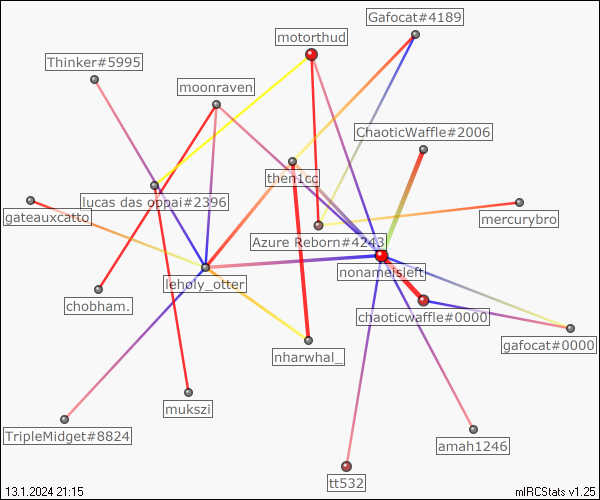 Gafocat#4189
motorthud
Thinker#5995
moonraven
ChaoticWaffle#2006
then1cc
lucas das oppai#2396
gateauxcatto
mercurybro
Azure Reborn#4243
nonameisleft
leholy_otter
chobham.
chaoticwaffle#0000
gafocat#0000
nharwhal_
mukszi
TripleMidget#8824
amah1246
tt532
13.1.2024 21:15
mIRCStats v1.25